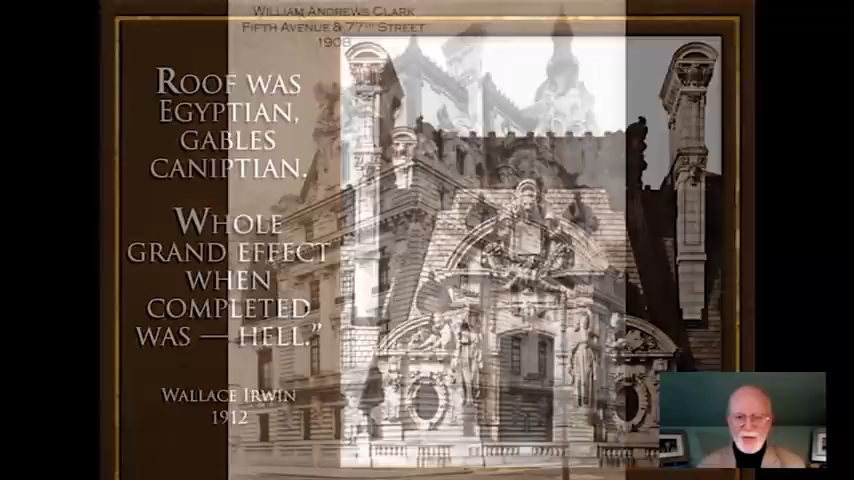 WILLIAM ANDREWS CLARK
FIFTH AVENUE & 77TH STREET
1908
ROOF WAS
EGYPTIAN,
GABLES
CANIPTIAN.
WHOLE
GRAND EFFECT
WHEN
COMPLETED
WAS — HELL.”
WALLACE IRWIN
1912